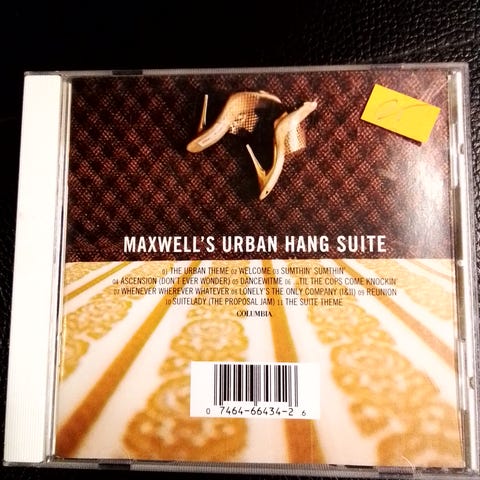 MAXWELL'S URBAN HANG SUITE
01 THE URBAN THEME 02 WELCOME 03 SUMTHIN' SUMTHIN'
04 ASCENSION (DON'T EVER WONDER) 05 DANCEWITME 06 ...TIL THE COPS COME KNOCKIN'
07 WHENEVER WHEREVER WHATEVER 08 LONELY'S THE ONLY COMPANY (I&II) 09 REUNION
10 SUITELADY (THE PROPOSAL JAM) 11 THE SUITE THEME
COLUMBIA
0 7464-66434-2 6